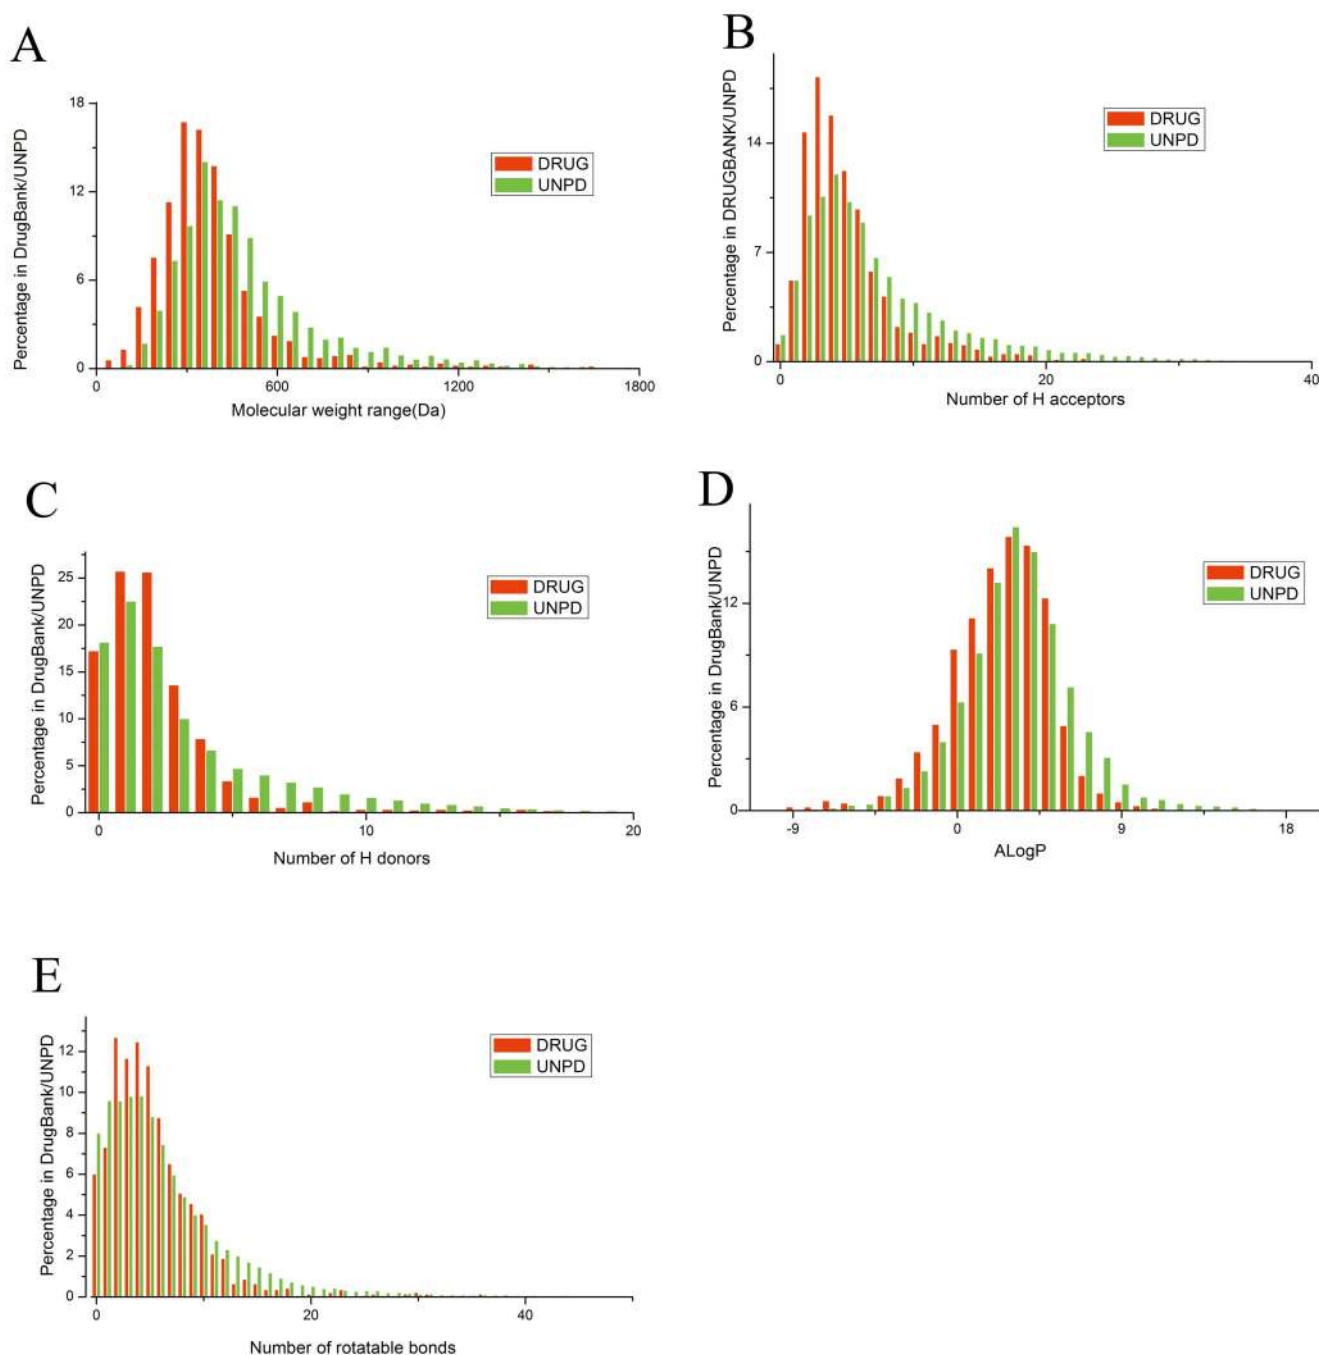 A
Percentage in DrugBank/UNPD
18
12
6
0
0
600
1200
1800
Molecular weight range(Da)
DRUG
UNPD
B
Percentage in DRUGBANK/UNPD
14
7
0
0
20
40
Number of H acceptors
DRUG
UNPD
C
Percentage in DrugBank/UNPD
25
20
15
10
5
0
0
10
20
Number of H donors
DRUG
UNPD
D
Percentage in DrugBank/UNPD
12
6
0
-9
0
9
18
ALogP
DRUG
UNPD
E
Percentage in DrugBank/UNPD
12
10
8
6
4
2
0
0
20
40
Number of rotatable bonds
DRUG
UNPD